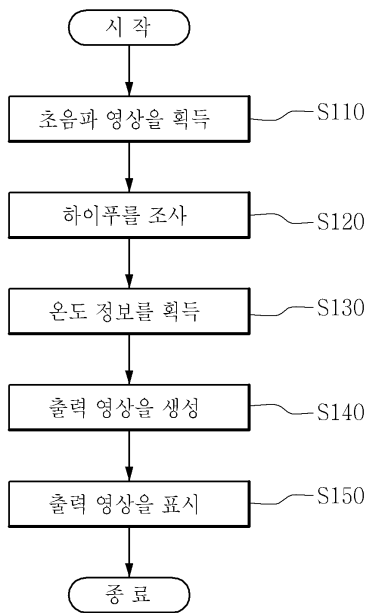 시 작
초음파 영상을 획득
S110
하이푸를 조사
S120
온도 정보를 획득
S130
출력 영상을 생성
S140
출력 영상을 표시
S150
종 료